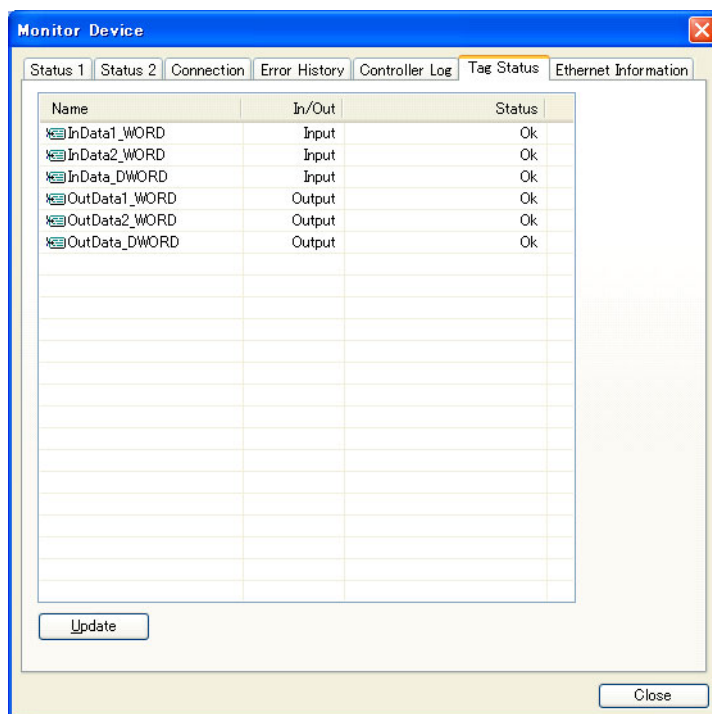 Monitor Device
Status 1 Status 2 Connection Error History Controller Log Tag Status Ethernet Information
Name In/Out Status
InData1_WORD Input Ok
InData2_WORD Input Ok
InData_DWORD Input Ok
OutData1_WORD Output Ok
OutData2_WORD Output Ok
OutData_DWORD Output Ok
Update
Close